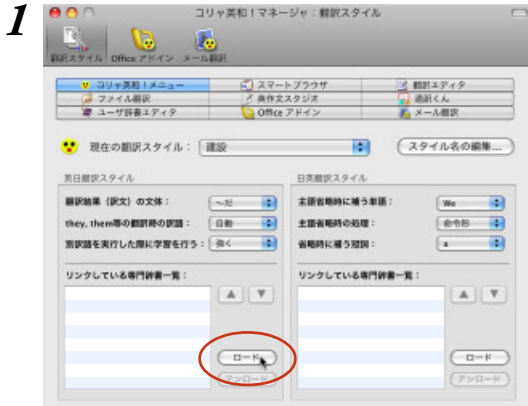 1
コリャ英和！マネージャ：翻訳スタイル
翻訳スタイル Office アドイン メール翻訳
コリャ英和！メニュー スマートブラウザ 翻訳エディタ
ファイル翻訳 英作文スタジオ 通訳くん
ユーザ辞書エディタ Office アドイン メール翻訳
現在の翻訳スタイル： 建設 スタイル名の編集...
英日翻訳スタイル 日英翻訳スタイル
翻訳結果（訳文）の文体： ～だ 主語省略時に補う単語： We
they, them等の翻訳時の訳語： 自動 主語省略時の処理： 命令形
別訳語を実行した際に学習を行う： 強く 省略時に補う冠詞： a
リンクしている専門辞書一覧： リンクしている専門辞書一覧：
ロード ロード
アンロード アンロード